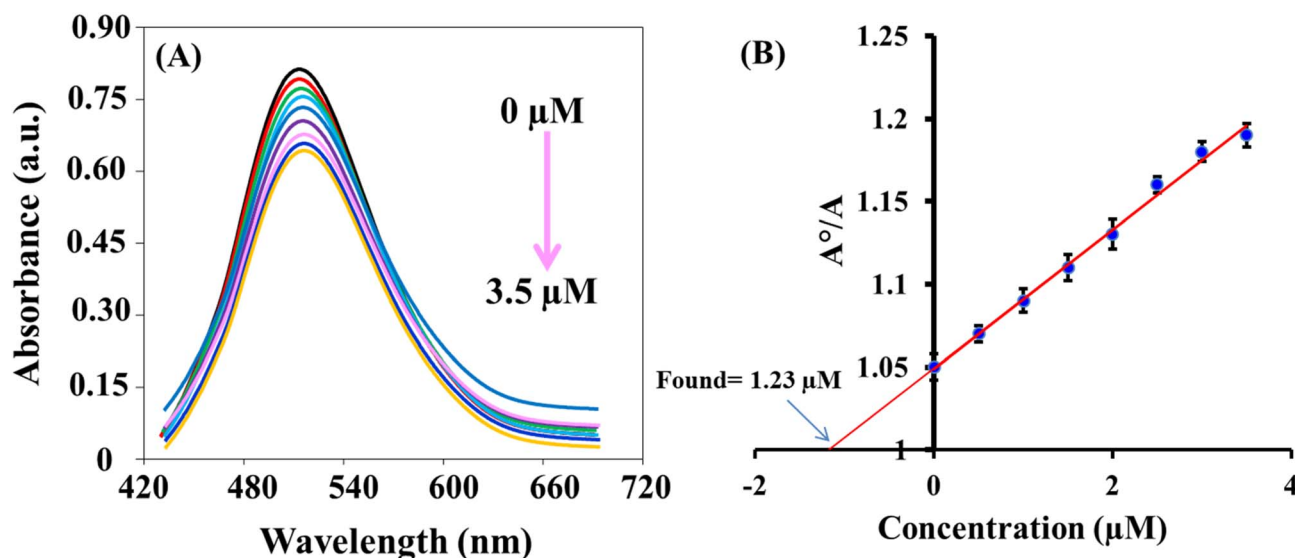 (A)
0.90
0.75
0.60
0.45
0.30
0.15
0
Absorbance (a.u.)
0 µM
3.5 µM
420 480 540 600 660 720
Wavelength (nm)
(B)
1.25
1.2
1.15
1.1
1.05
1
A°/A
Found= 1.23 µM
-2 0 2 4
Concentration (µM)